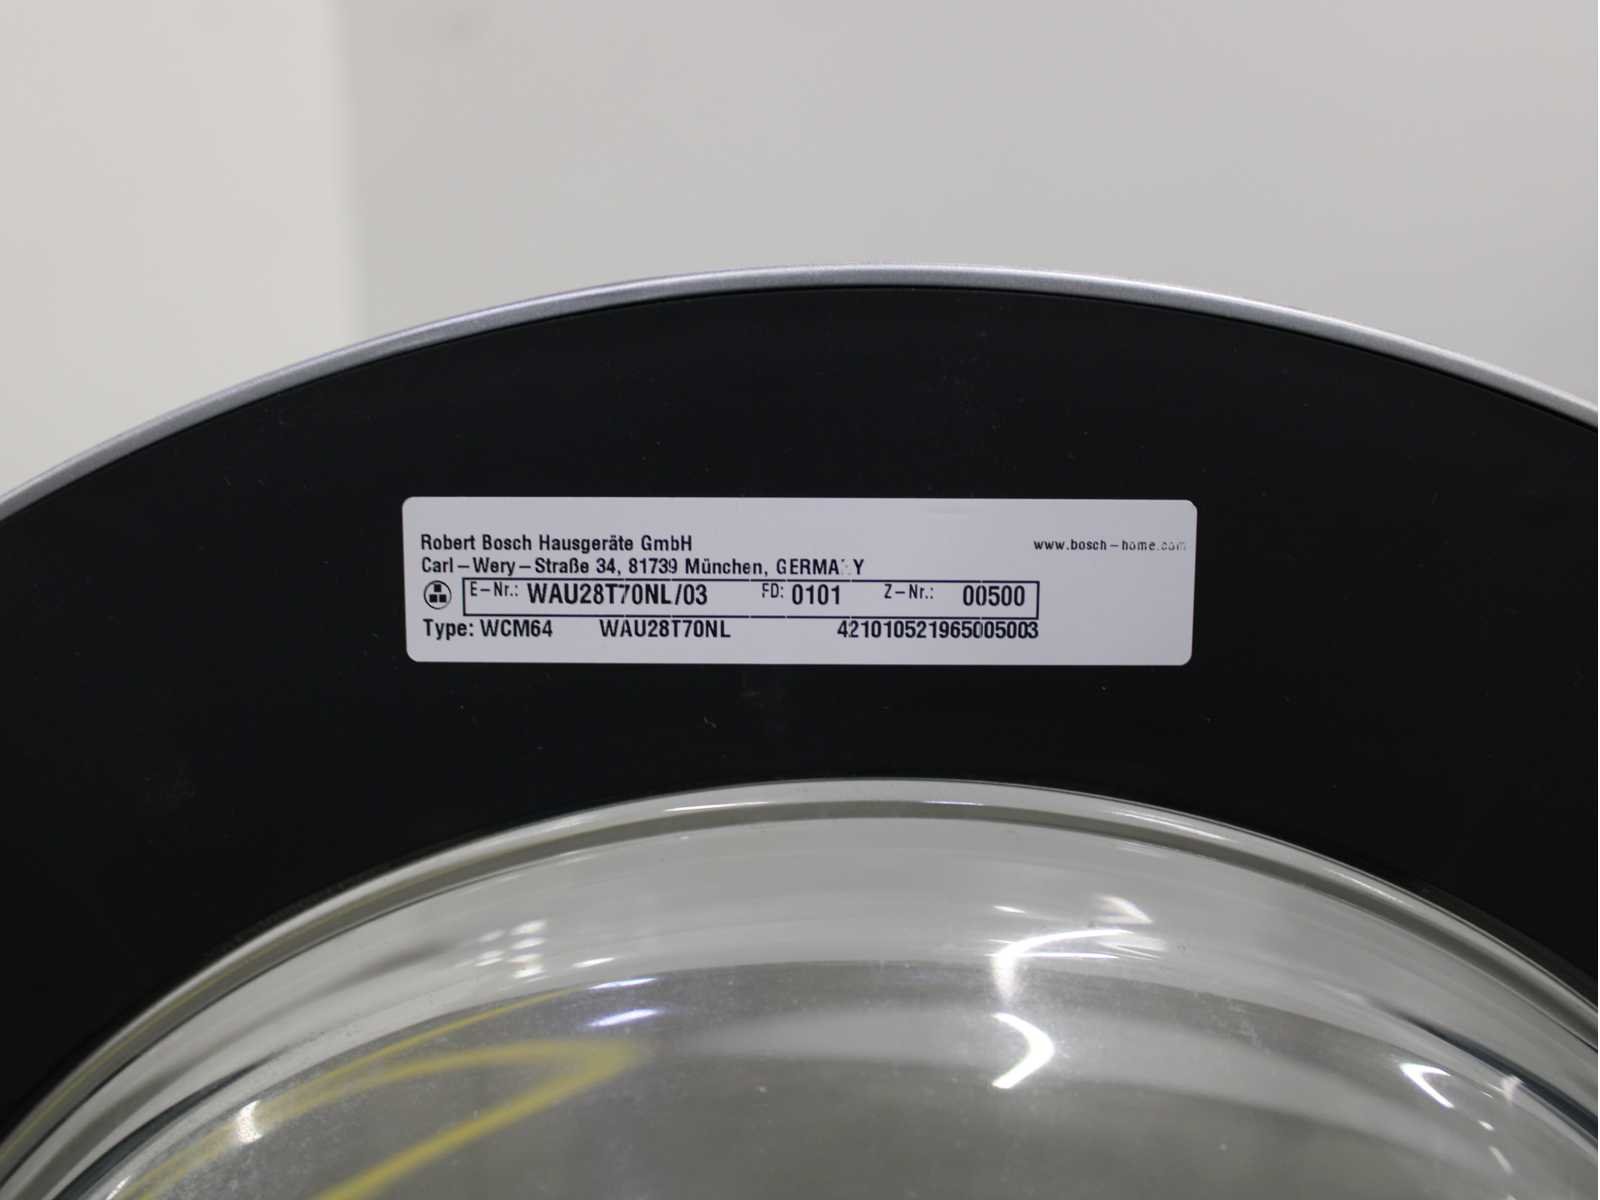 Robert Bosch Hausgeräte GmbH www.bosch-home.com
Carl-Wery-Straße 34, 81739 München, GERMANY
E-Nr.: WAU28T70NL/03 FD: 0101 Z-Nr.: 00500
Type: WCM64 WAU28T70NL 421010521965005003